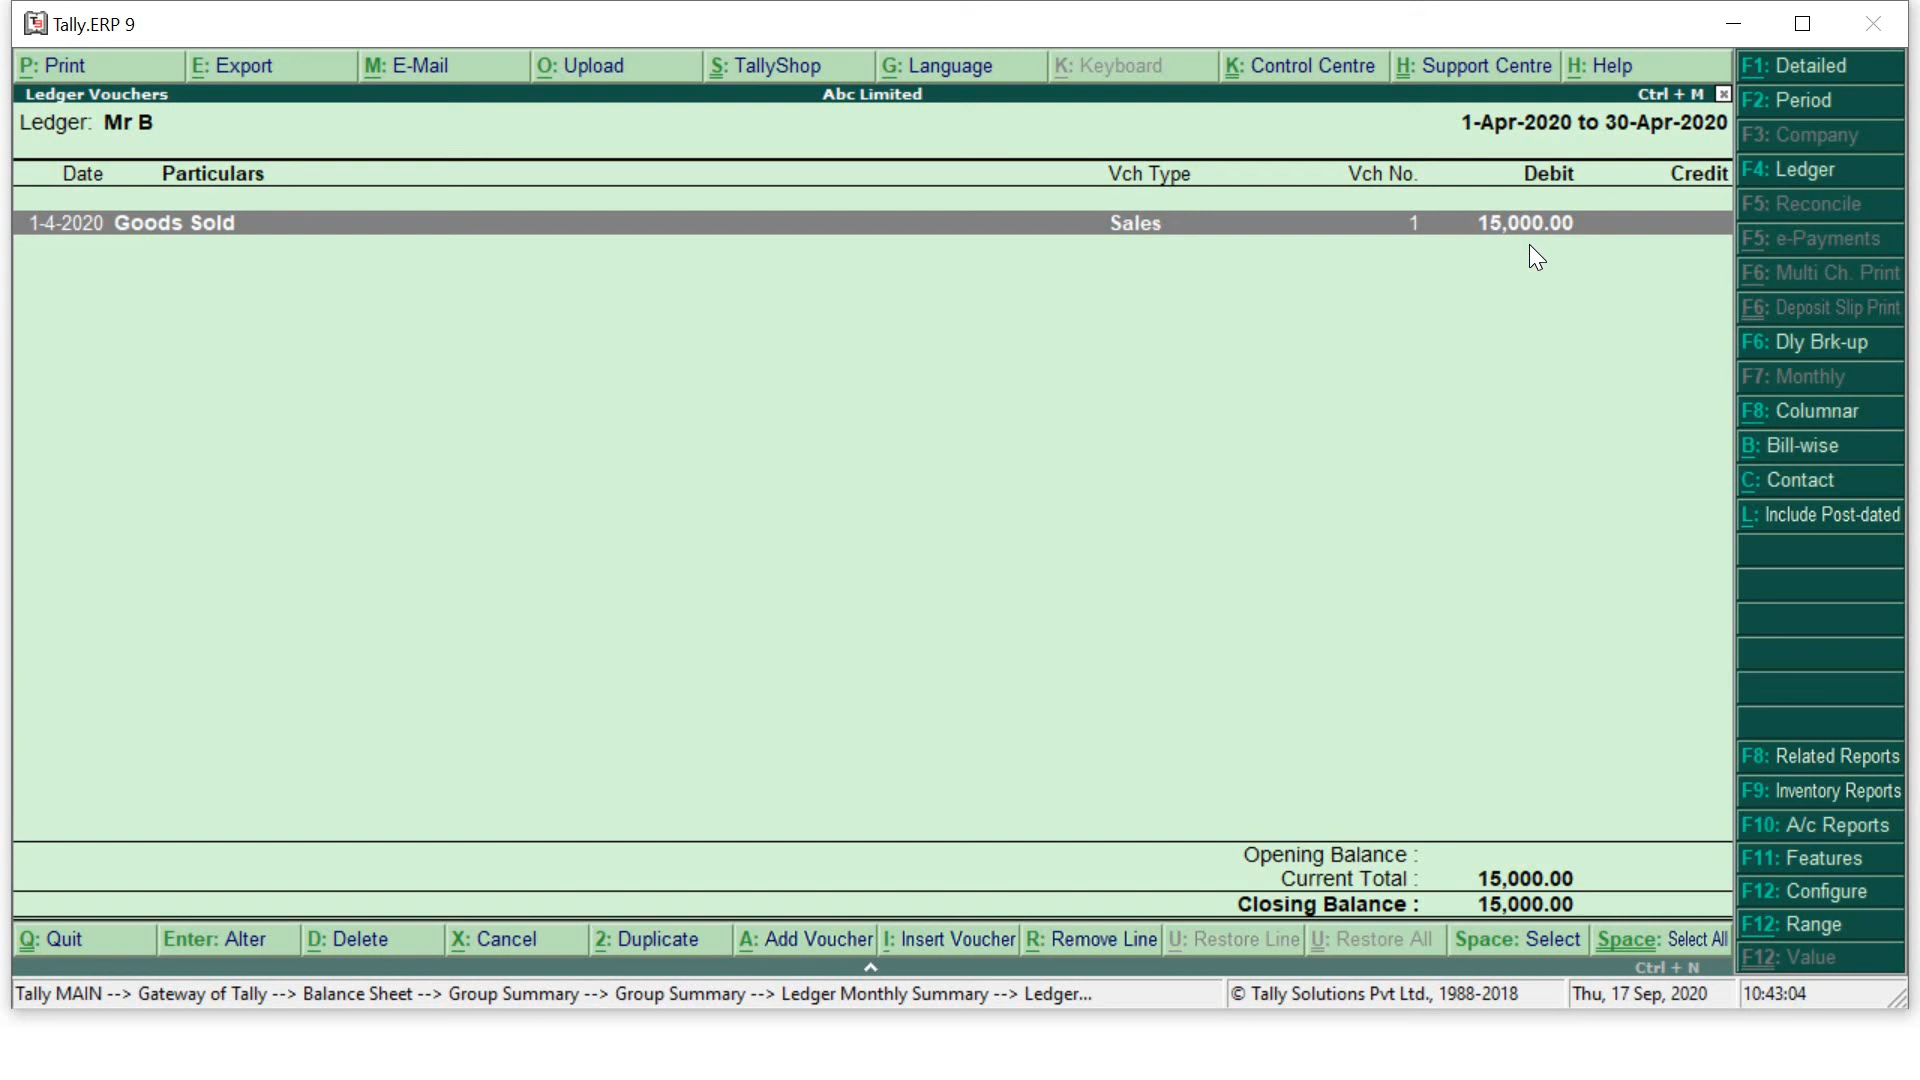 Tally.ERP 9
P: Print E: Export M: E-Mail O: Upload S: TallyShop G: Language K: Keyboard K: Control Centre H: Support Centre H: Help
Ledger Vouchers Abc Limited Ctrl + M
Ledger: Mr B 1-Apr-2020 to 30-Apr-2020
Date Particulars Vch Type Vch No. Debit Credit
1-4-2020 Goods Sold Sales 1 15,000.00
Opening Balance :
Current Total : 15,000.00
Closing Balance : 15,000.00
Q: Quit Enter: Alter D: Delete X: Cancel 2: Duplicate A: Add Voucher I: Insert Voucher R: Remove Line U: Restore Line U: Restore All Space: Select Space: Select All
Ctrl + N
F1: Detailed
F2: Period
F3: Company
F4: Ledger
F5: Reconcile
F5: e-Payments
F6: Multi Ch. Print
F6: Deposit Slip Print
F6: Dly Brk-up
F7: Monthly
F8: Columnar
B: Bill-wise
C: Contact
L: Include Post-dated
F8: Related Reports
F9: Inventory Reports
F10: A/c Reports
F11: Features
F12: Configure
F12: Range
F12: Value
Tally MAIN --> Gateway of Tally --> Balance Sheet --> Group Summary --> Group Summary --> Ledger Monthly Summary --> Ledger... © Tally Solutions Pvt Ltd., 1988-2018 Thu, 17 Sep, 2020 10:43:04